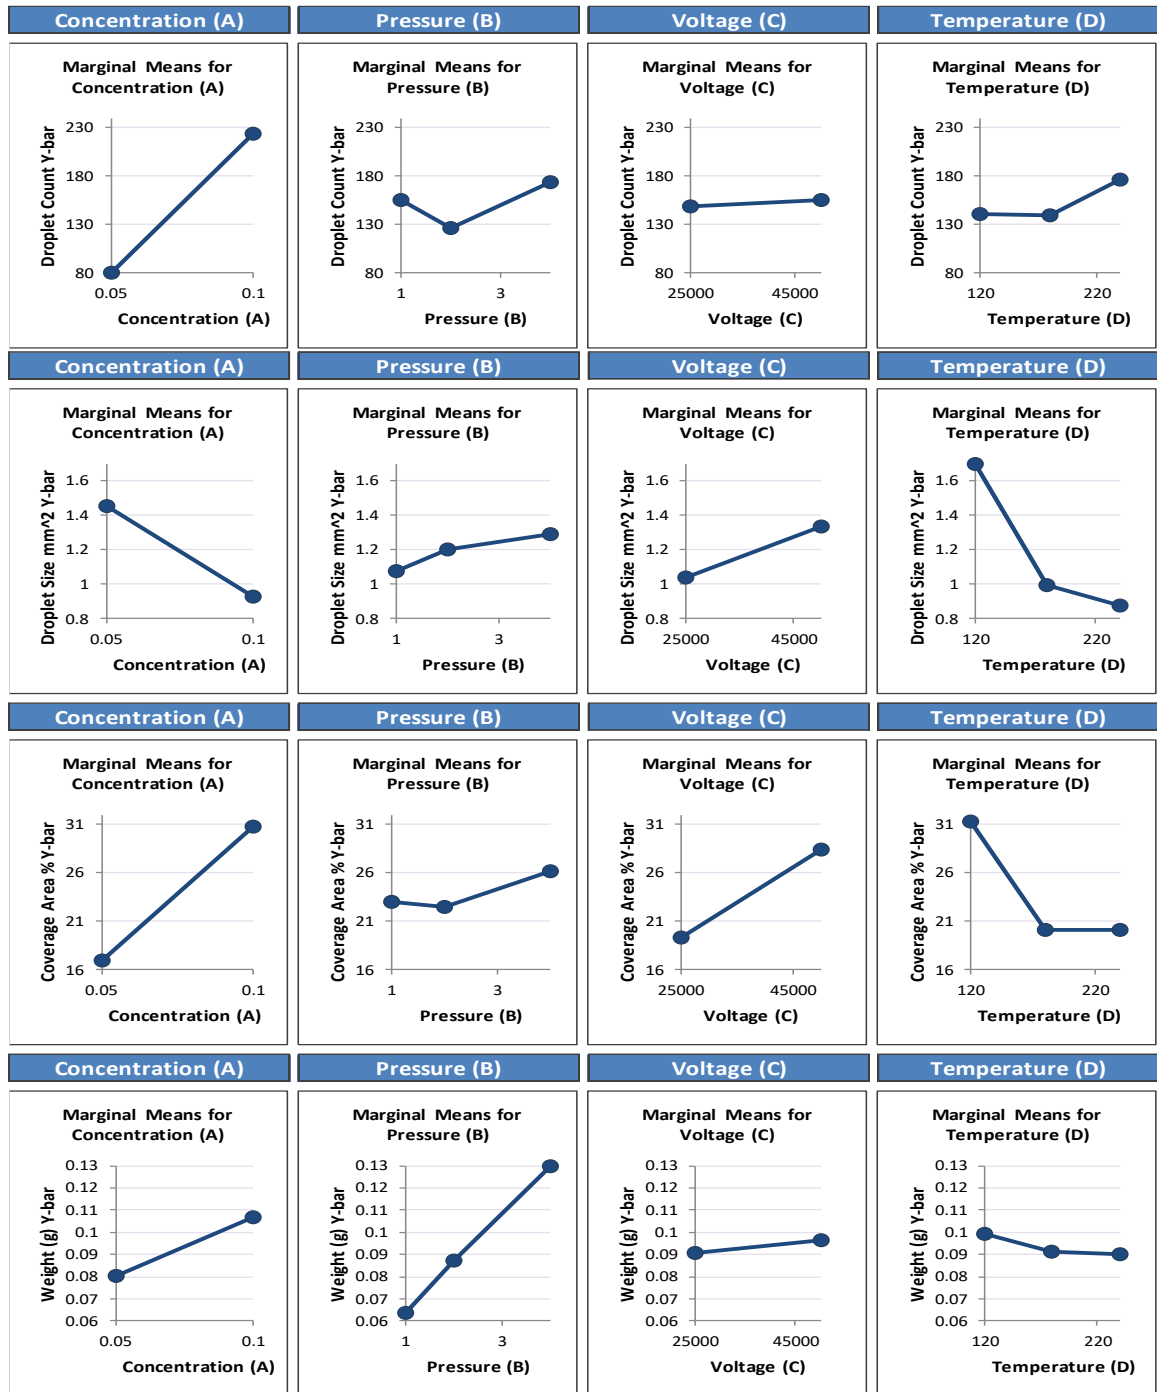 Concentration (A)
Pressure (B)
Voltage (C)
Temperature (D)
Marginal Means for
Concentration (A)
Droplet Count Y-bar
230
180
130
80
0.05
0.1
Concentration (A)
Marginal Means for
Pressure (B)
Droplet Count Y-bar
230
180
130
80
1
3
Pressure (B)
Marginal Means for
Voltage (C)
Droplet Count Y-bar
230
180
130
80
25000
45000
Voltage (C)
Marginal Means for
Temperature (D)
Droplet Count Y-bar
230
180
130
80
120
220
Temperature (D)
Concentration (A)
Pressure (B)
Voltage (C)
Temperature (D)
Marginal Means for
Concentration (A)
Droplet Size mm^2 Y-bar
1.6
1.4
1.2
1
0.8
0.05
0.1
Concentration (A)
Marginal Means for
Pressure (B)
Droplet Size mm^2 Y-bar
1.6
1.4
1.2
1
0.8
1
3
Pressure (B)
Marginal Means for
Voltage (C)
Droplet Size mm^2 Y-bar
1.6
1.4
1.2
1
0.8
25000
45000
Voltage (C)
Marginal Means for
Temperature (D)
Droplet Size mm^2 Y-bar
1.6
1.4
1.2
1
0.8
120
220
Temperature (D)
Concentration (A)
Pressure (B)
Voltage (C)
Temperature (D)
Marginal Means for
Concentration (A)
Coverage Area % Y-bar
31
26
21
16
0.05
0.1
Concentration (A)
Marginal Means for
Pressure (B)
Coverage Area % Y-bar
31
26
21
16
1
3
Pressure (B)
Marginal Means for
Voltage (C)
Coverage Area % Y-bar
31
26
21
16
25000
45000
Voltage (C)
Marginal Means for
Temperature (D)
Coverage Area % Y-bar
31
26
21
16
120
220
Temperature (D)
Concentration (A)
Pressure (B)
Voltage (C)
Temperature (D)
Marginal Means for
Concentration (A)
Weight (g) Y-bar
0.13
0.12
0.11
0.1
0.09
0.08
0.07
0.06
0.05
0.1
Concentration (A)
Marginal Means for
Pressure (B)
Weight (g) Y-bar
0.13
0.12
0.11
0.1
0.09
0.08
0.07
0.06
1
3
Pressure (B)
Marginal Means for
Voltage (C)
Weight (g) Y-bar
0.13
0.12
0.11
0.1
0.09
0.08
0.07
0.06
25000
45000
Voltage (C)
Marginal Means for
Temperature (D)
Weight (g) Y-bar
0.13
0.12
0.11
0.1
0.09
0.08
0.07
0.06
120
220
Temperature (D)